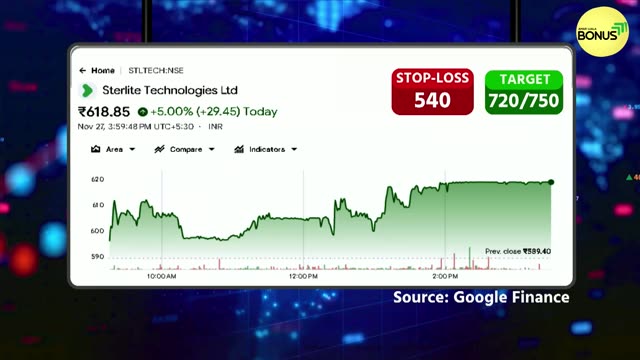 BONUS
← Home | STLTECH:NSE
Sterlite Technologies Ltd
₹618.85 +5.00% (+29.45) Today
Nov 27, 3:59:48 PM UTC+5:30 · INR
STOP-LOSS
540
TARGET
720/750
Area Compare Indicators
620
610
600
590
Prev. close ₹589.40
10:00 AM 12:00 PM 2:00 PM
Source: Google Finance